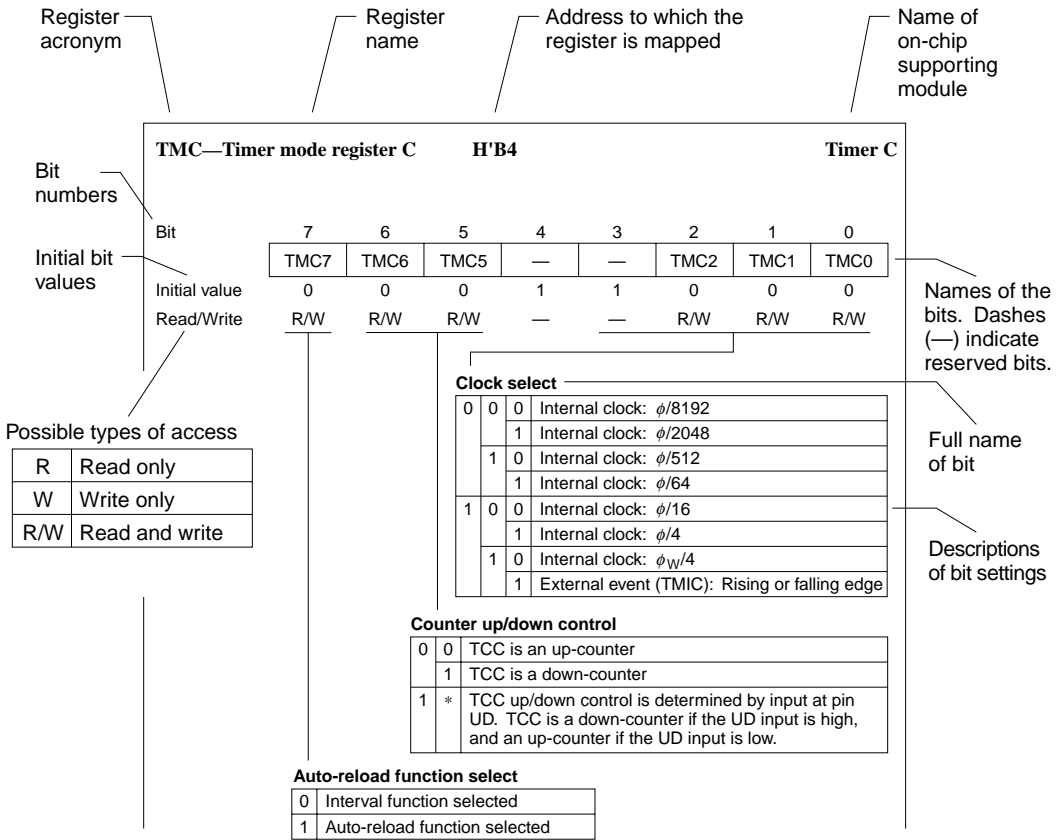 Register
acronym
Register
name
Address to which the
register is mapped
Name of
on-chip
supporting
module
TMC—Timer mode register C H'B4 Timer C
Bit
numbers
Bit 7 6 5 4 3 2 1 0
Initial bit
values
TMC7 TMC6 TMC5 — — TMC2 TMC1 TMC0
Initial value 0 0 0 1 1 0 0 0
Read/Write R/W R/W R/W — — R/W R/W R/W
Names of the
bits. Dashes
(—) indicate
reserved bits.
Possible types of access
R Read only
W Write only
R/W Read and write
Clock select
0 0 0 Internal clock: ϕ/8192
1 Internal clock: ϕ/2048
1 0 Internal clock: ϕ/512
1 Internal clock: ϕ/64
1 0 0 Internal clock: ϕ/16
1 Internal clock: ϕ/4
1 0 Internal clock: ϕW/4
1 External event (TMIC): Rising or falling edge
Full name
of bit
Descriptions
of bit settings
Counter up/down control
0 0 TCC is an up-counter
1 TCC is a down-counter
1 * TCC up/down control is determined by input at pin
UD. TCC is a down-counter if the UD input is high,
and an up-counter if the UD input is low.
Auto-reload function select
0 Interval function selected
1 Auto-reload function selected